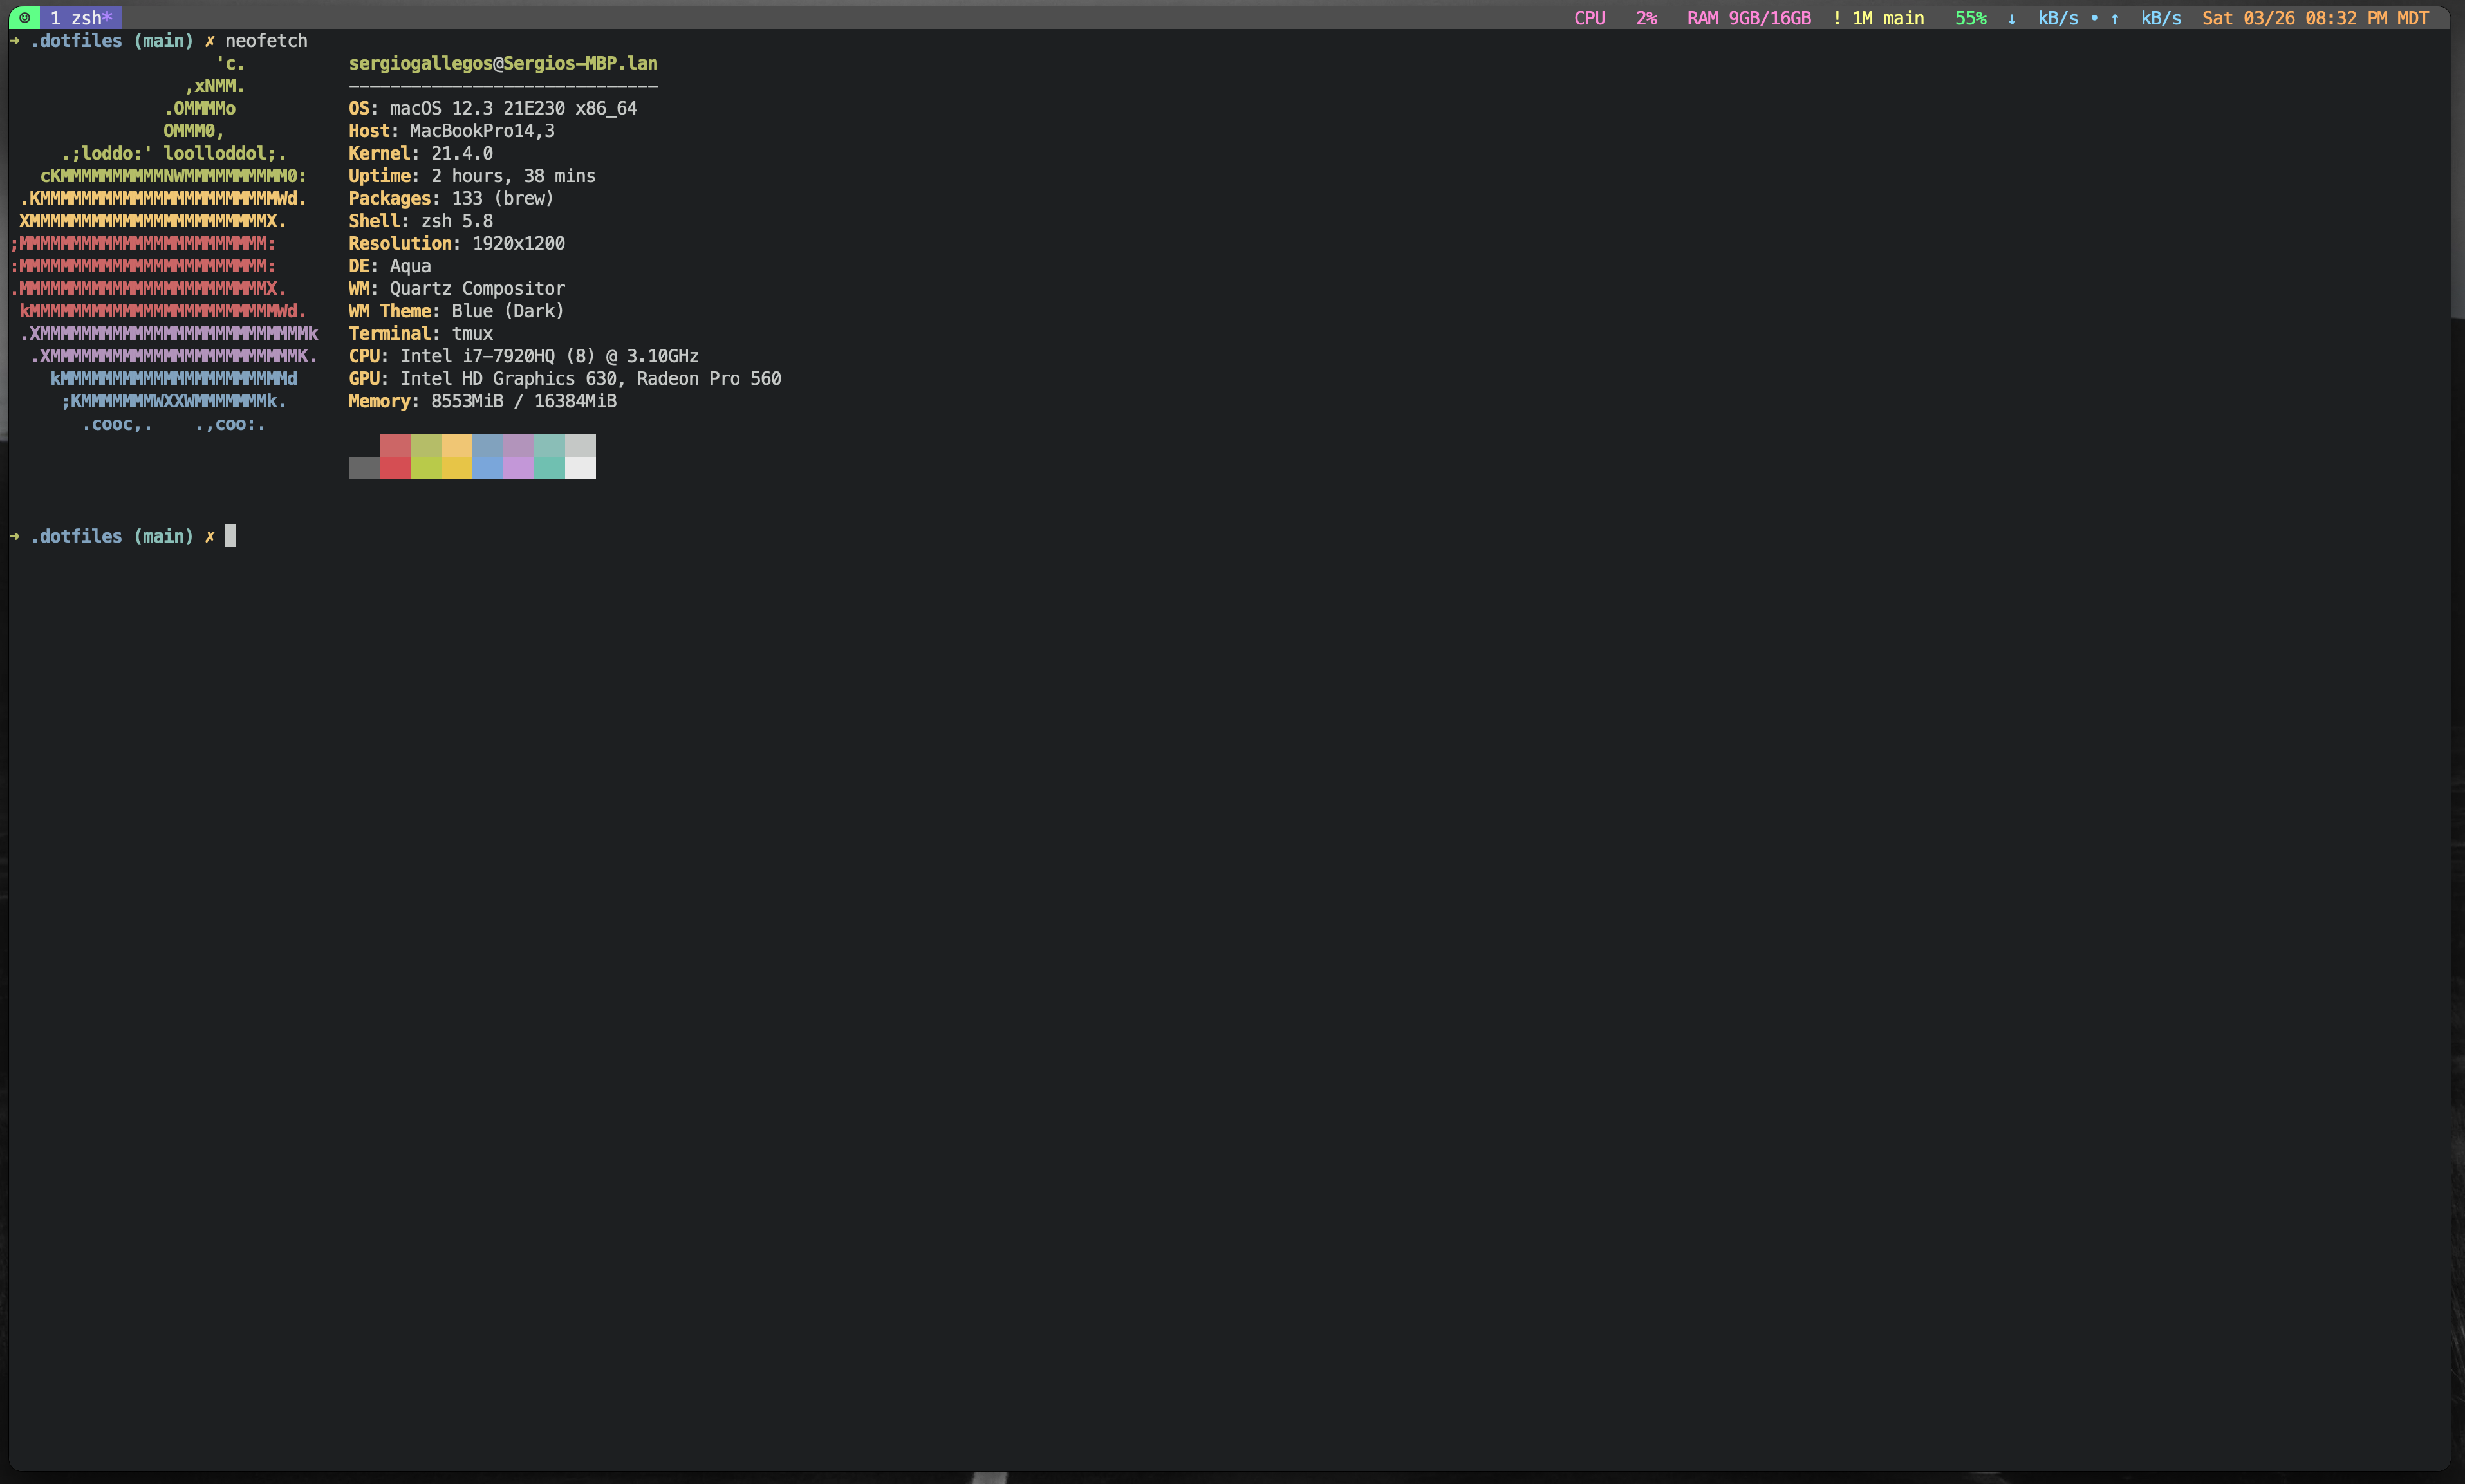 ☺ 1 zsh* CPU 2% RAM 9GB/16GB ! 1M main 55% ↓ kB/s • ↑ kB/s Sat 03/26 08:32 PM MDT
→ .dotfiles (main) ✗ neofetch
'c. sergiogallegos@Sergios-MBP.lan
,xNMM. ------------------------------
.OMMMMo OS: macOS 12.3 21E230 x86_64
OMMM0, Host: MacBookPro14,3
.;loddo:' loolloddol;. Kernel: 21.4.0
cKMMMMMMMMMMNWMMMMMMMMMM0: Uptime: 2 hours, 38 mins
.KMMMMMMMMMMMMMMMMMMMMMMMWd. Packages: 133 (brew)
XMMMMMMMMMMMMMMMMMMMMMMMX. Shell: zsh 5.8
;MMMMMMMMMMMMMMMMMMMMMMMM: Resolution: 1920x1200
:MMMMMMMMMMMMMMMMMMMMMMMM: DE: Aqua
.MMMMMMMMMMMMMMMMMMMMMMMMX. WM: Quartz Compositor
kMMMMMMMMMMMMMMMMMMMMMMMMWd. WM Theme: Blue (Dark)
.XMMMMMMMMMMMMMMMMMMMMMMMMMMk Terminal: tmux
.XMMMMMMMMMMMMMMMMMMMMMMMMK. CPU: Intel i7-7920HQ (8) @ 3.10GHz
kMMMMMMMMMMMMMMMMMMMMMMd GPU: Intel HD Graphics 630, Radeon Pro 560
;KMMMMMMMWXXWMMMMMMMk. Memory: 8553MiB / 16384MiB
.cooc,. .,coo:.
→ .dotfiles (main) ✗